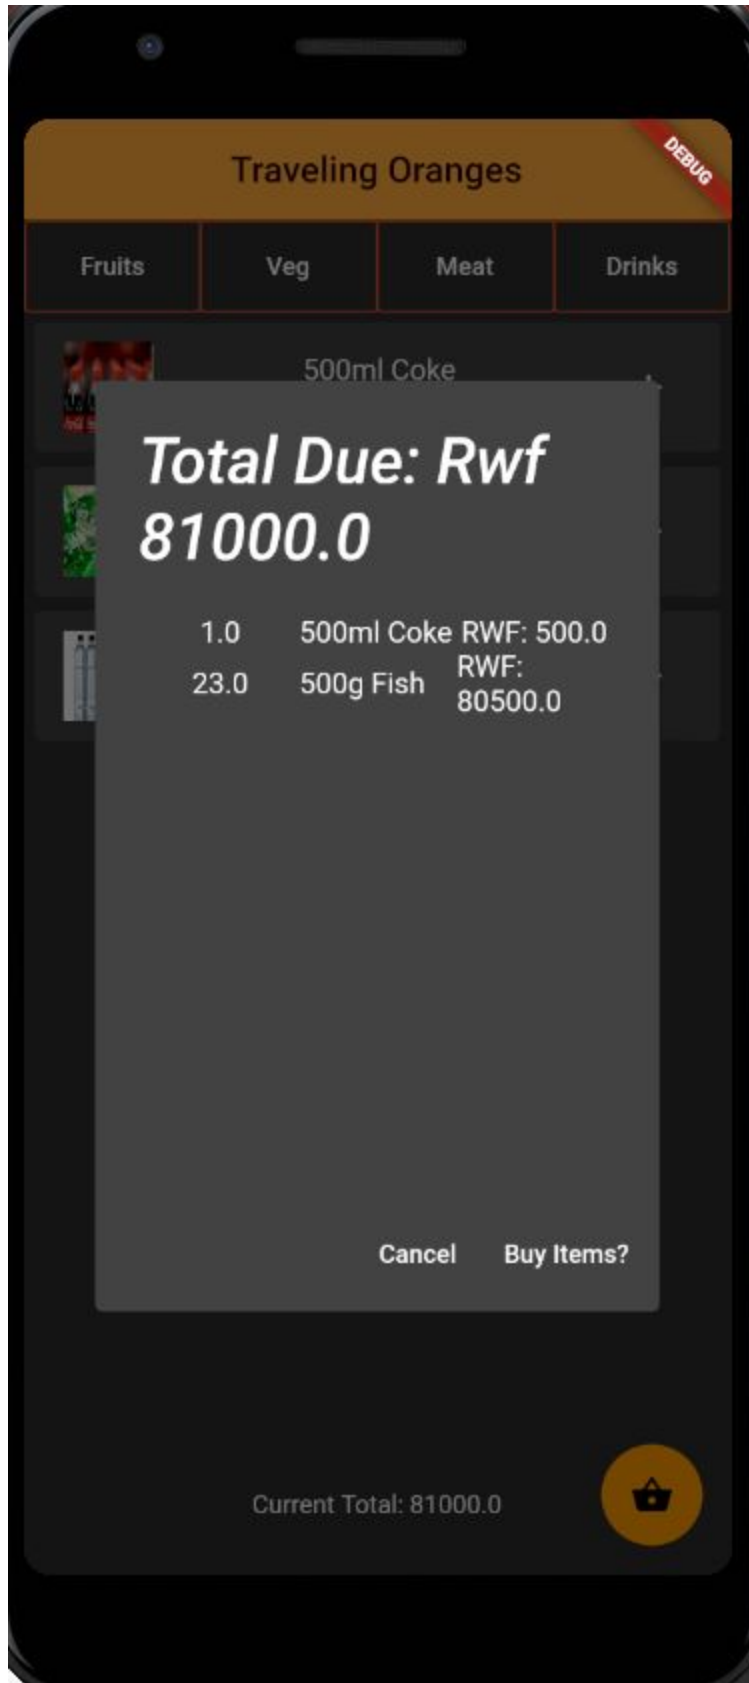 DEBUG
Traveling Oranges
Fruits Veg Meat Drinks
500ml Coke
Total Due: Rwf
81000.0
1.0 500ml Coke RWF: 500.0
23.0 500g Fish RWF:
80500.0
Cancel Buy Items?
Current Total: 81000.0